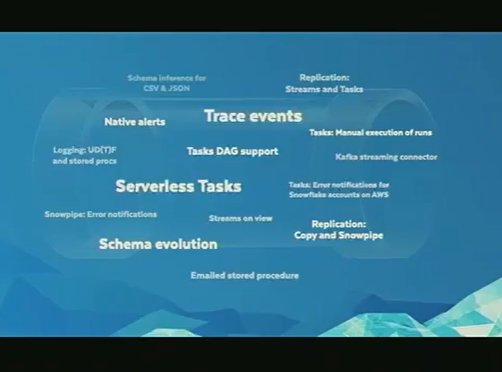 Schema inference for
CSV & JSON
Replication:
Streams and Tasks
Trace events
Native alerts
Tasks: Manual execution of runs
Logging: UD(T)F
and stored procs
Tasks DAG support
Kafka streaming connector
Serverless Tasks
Tasks: Error notifications for
Snowflake accounts on AWS
Snowpipe: Error notifications
Streams on view
Replication:
Copy and Snowpipe
Schema evolution
Emailed stored procedure